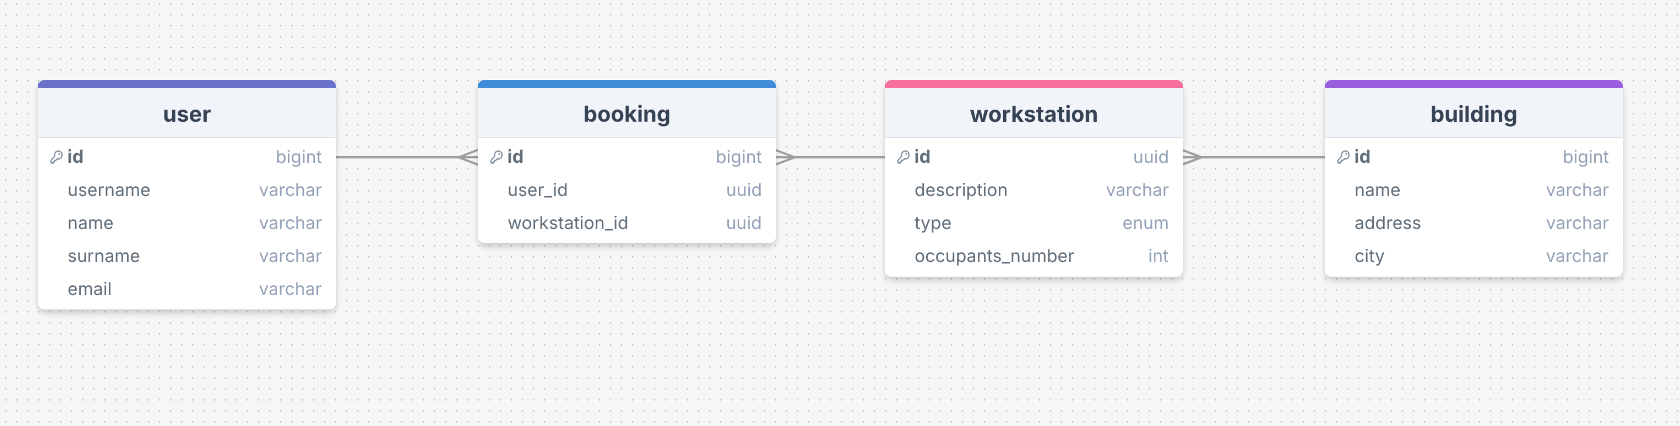 user
id bigint
username varchar
name varchar
surname varchar
email varchar
booking
id bigint
user_id uuid
workstation_id uuid
workstation
id uuid
description varchar
type enum
occupants_number int
building
id bigint
name varchar
address varchar
city varchar